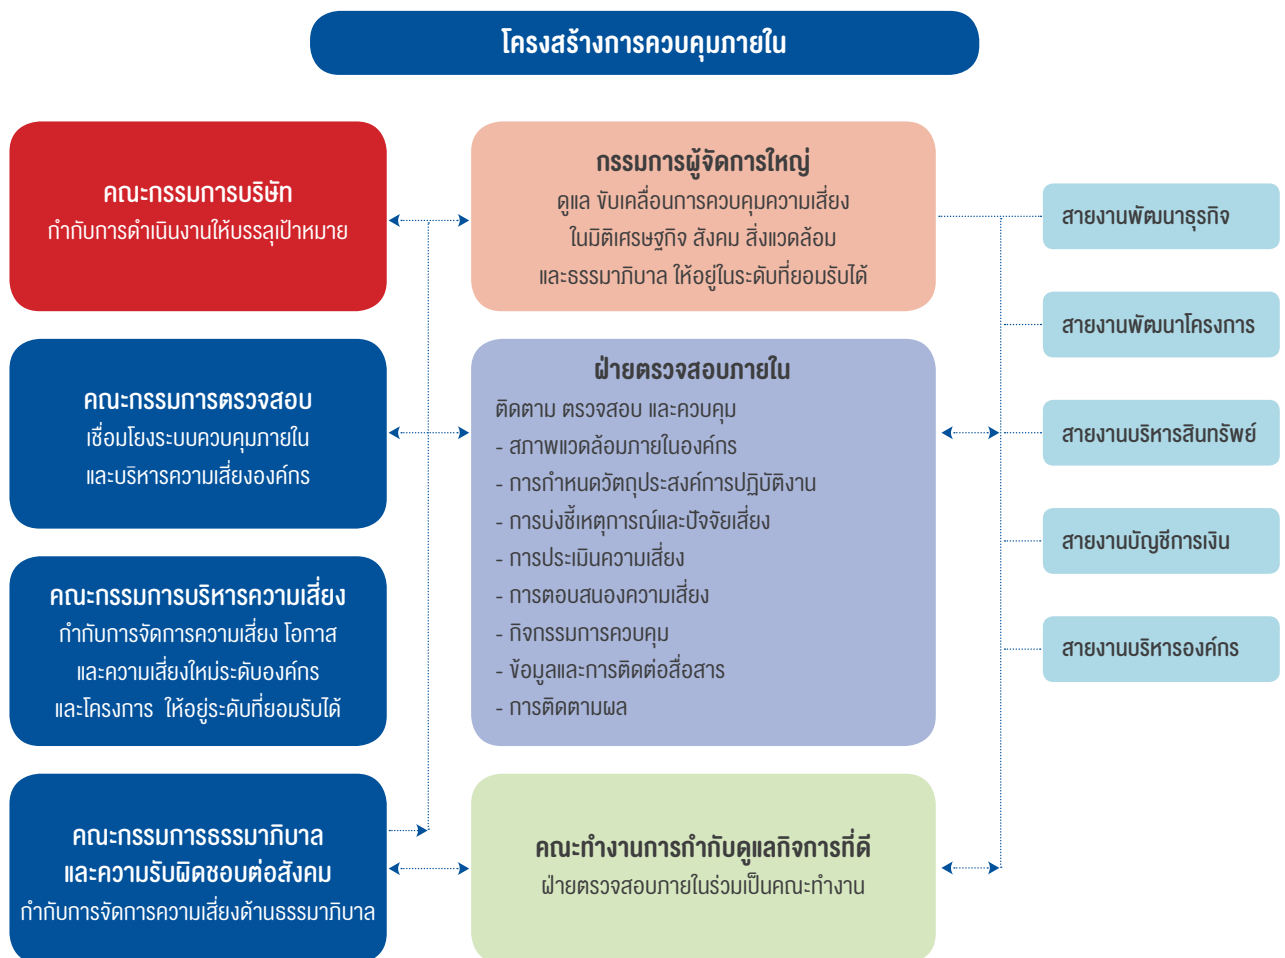 โครงสร้างการควบคุมภายใน
คณะกรรมการบริษัท
กำกับการดำเนินงานให้บรรลุเป้าหมาย
คณะกรรมการตรวจสอบ
เชื่อมโยงระบบควบคุมภายใน
และบริหารความเสี่ยงองค์กร
คณะกรรมการบริหารความเสี่ยง
กำกับการจัดการความเสี่ยง โอกาส
และความเสี่ยงใหม่ระดับองค์กร
และโครงการ ให้อยู่ระดับที่ยอมรับได้
คณะกรรมการธรรมาภิบาล
และความรับผิดชอบต่อสังคม
กำกับการจัดการความเสี่ยงด้านธรรมาภิบาล
กรรมการผู้จัดการใหญ่
ดูแล ขับเคลื่อนการควบคุมความเสี่ยง
ในมิติเศรษฐกิจ สังคม สิ่งแวดล้อม
และธรรมาภิบาล ให้อยู่ในระดับที่ยอมรับได้
ฝ่ายตรวจสอบภายใน
ติดตาม ตรวจสอบ และควบคุม
- สภาพแวดล้อมภายในองค์กร
- การกำหนดวัตถุประสงค์การปฏิบัติงาน
- การบ่งชี้เหตุการณ์และปัจจัยเสี่ยง
- การประเมินความเสี่ยง
- การตอบสนองความเสี่ยง
- กิจกรรมการควบคุม
- ข้อมูลและการติดต่อสื่อสาร
- การติดตามผล
คณะทำงานการกำกับดูแลกิจการที่ดี
ฝ่ายตรวจสอบภายในร่วมเป็นคณะทำงาน
สายงานพัฒนาธุรกิจ
สายงานพัฒนาโครงการ
สายงานบริหารสินทรัพย์
สายงานบัญชีการเงิน
สายงานบริหารองค์กร